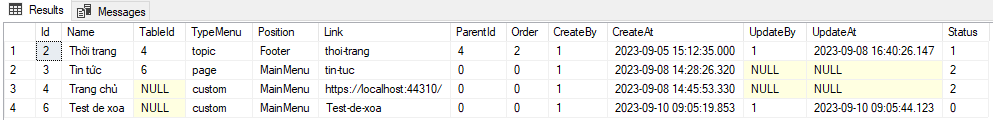 Results Messages
Id Name TableId TypeMenu Position Link ParentId Order CreateBy CreateAt UpdateBy UpdateAt Status
1 2 Thời trang 4 topic Footer thoi-trang 4 2 1 2023-09-05 15:12:35.000 1 2023-09-08 16:40:26.147 1
2 3 Tin tức 6 page MainMenu tin-tuc 0 0 1 2023-09-08 14:28:26.320 NULL NULL 2
3 4 Trang chủ NULL custom MainMenu https://localhost:44310/ 0 0 1 2023-09-08 14:45:53.330 NULL NULL 2
4 6 Test de xoa NULL custom MainMenu Test-de-xoa 0 0 1 2023-09-10 09:05:19.853 1 2023-09-10 09:05:44.123 0